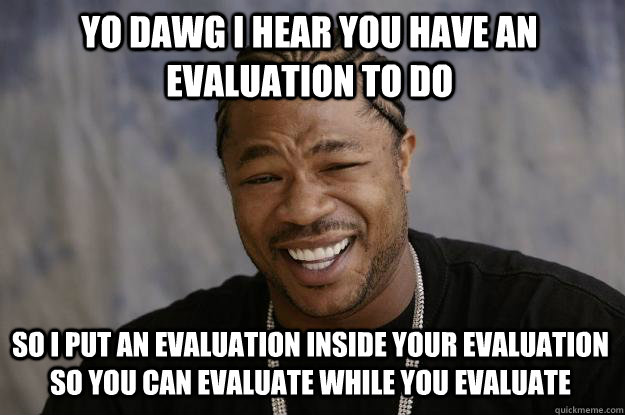 YO DAWG I HEAR YOU HAVE AN
EVALUATION TO DO
SO I PUT AN EVALUATION INSIDE YOUR EVALUATION
SO YOU CAN EVALUATE WHILE YOU EVALUATE
quickmeme.com